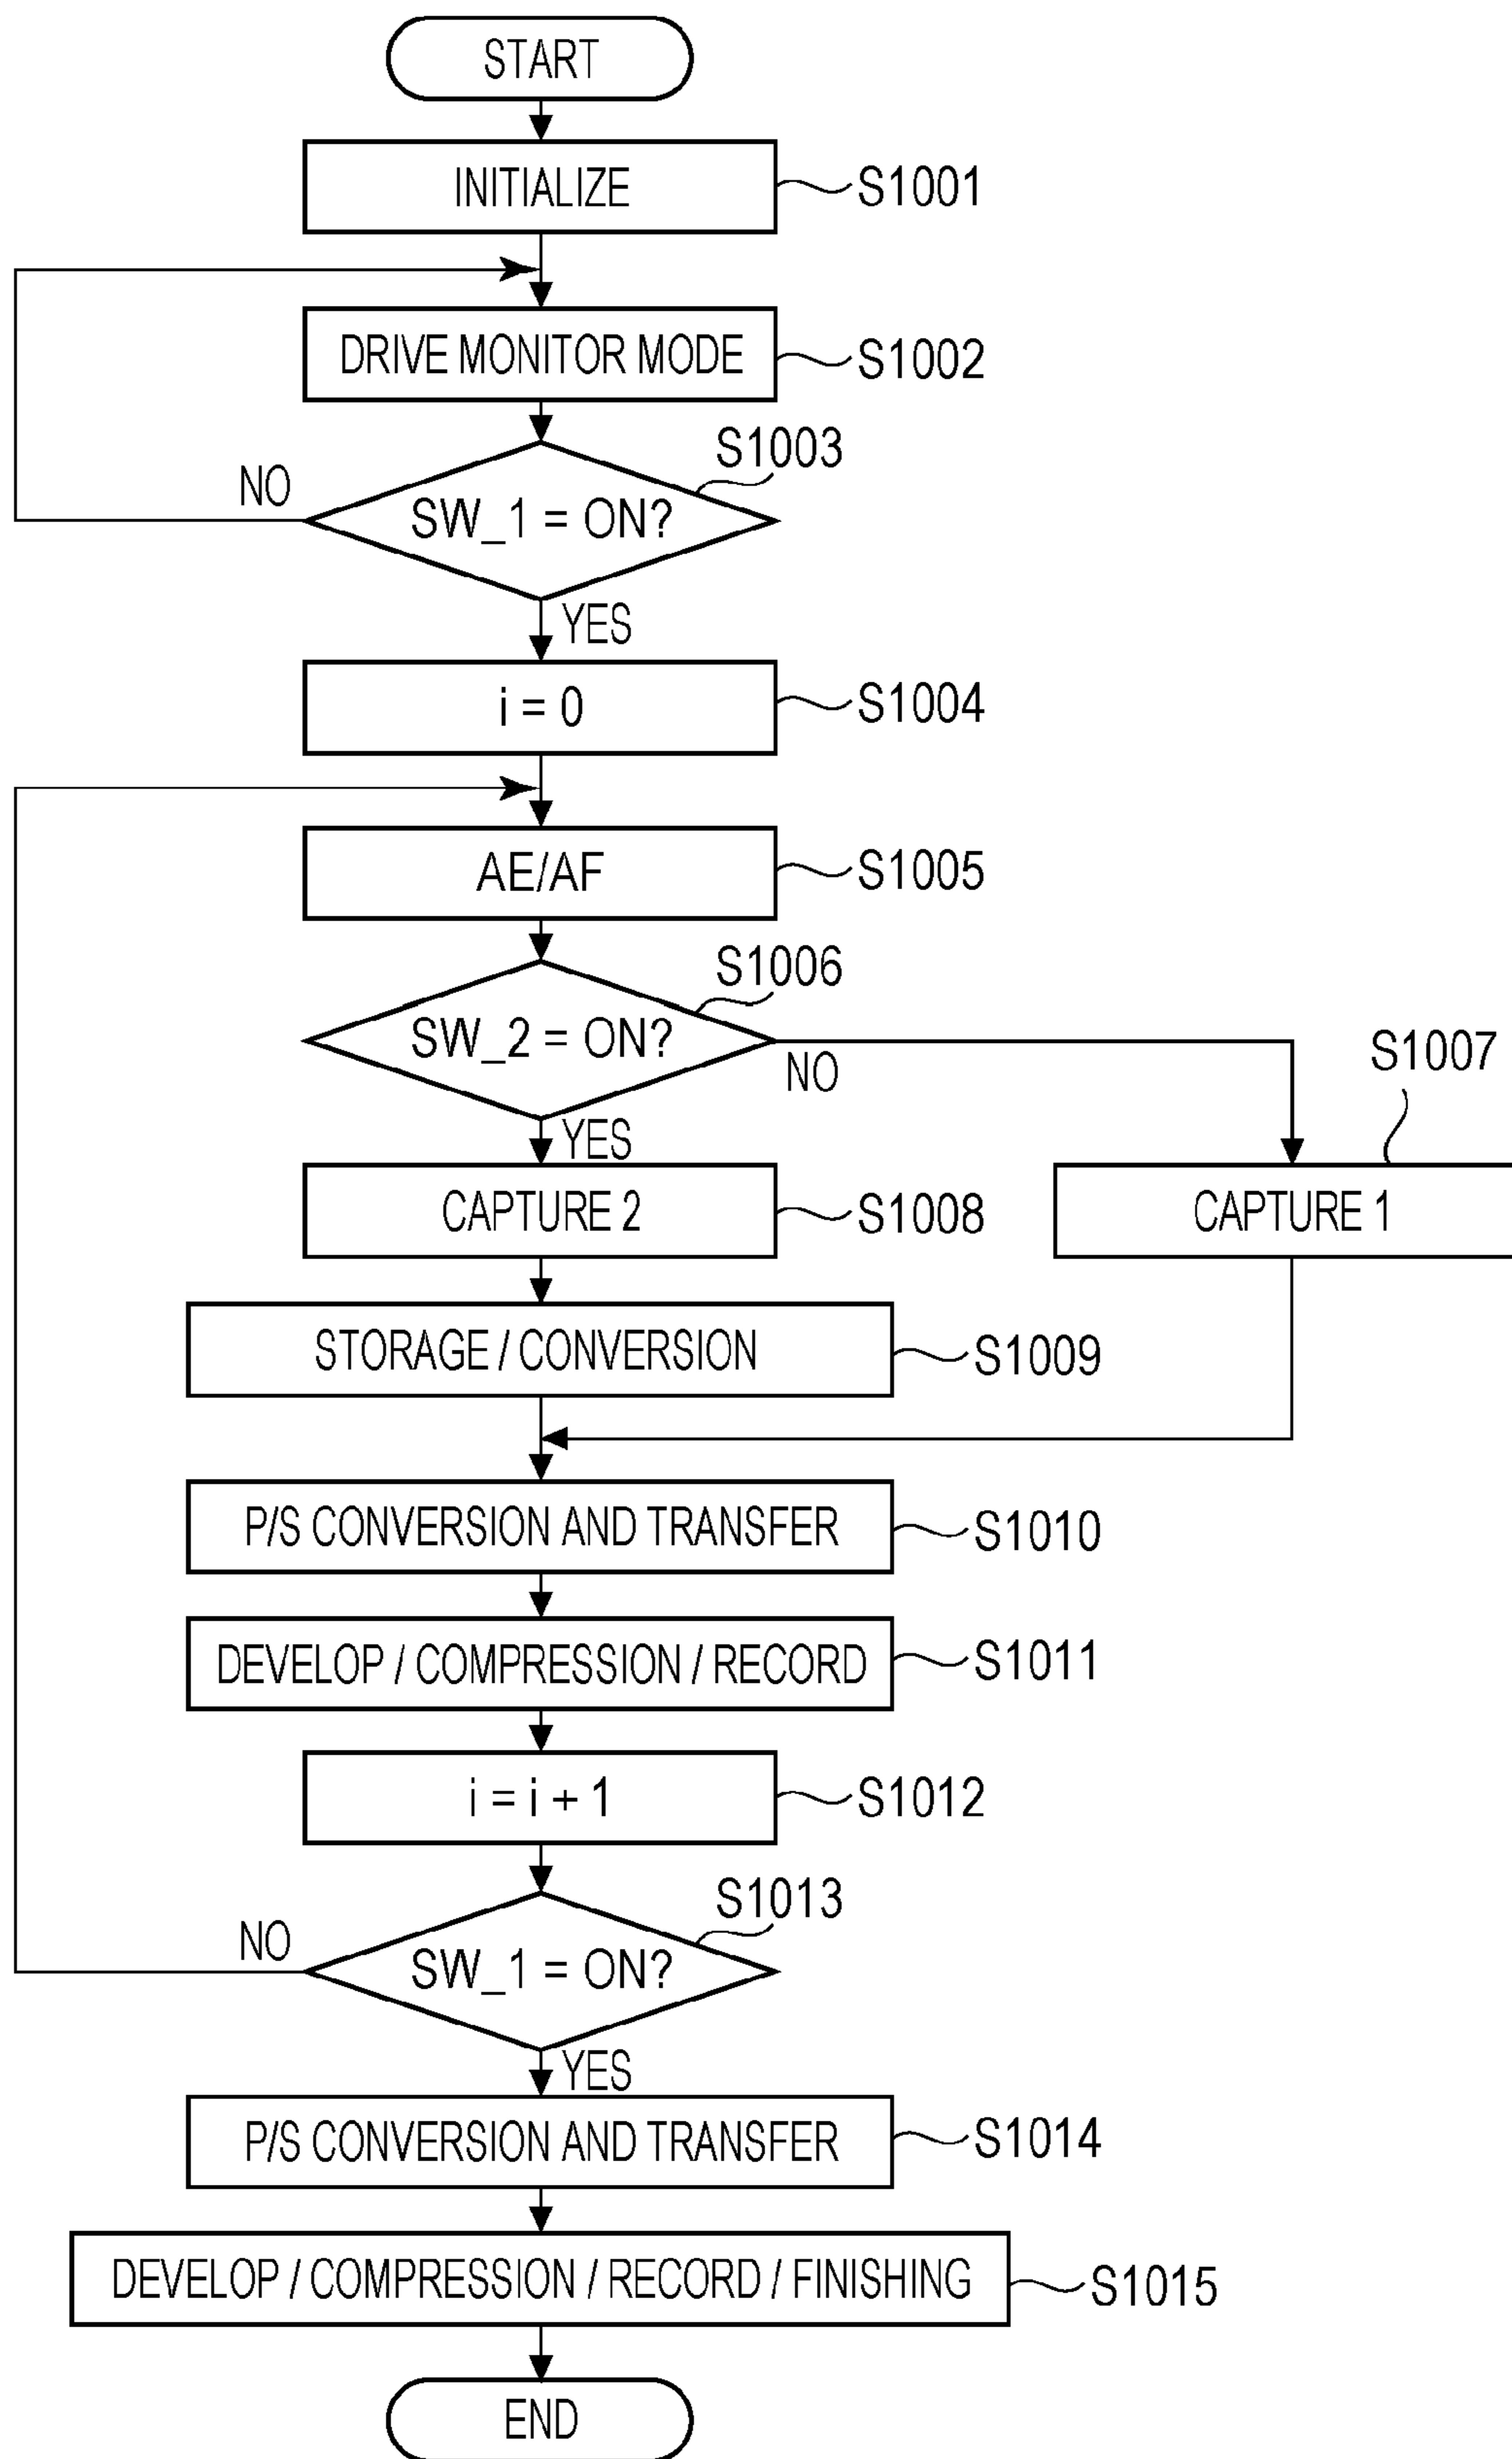 START
INITIALIZE
S1001
DRIVE MONITOR MODE
S1002
S1003
NO
SW_1 = ON?
YES
i = 0
S1004
AE/AF
S1005
S1006
SW_2 = ON?
NO
S1007
YES
CAPTURE 2
S1008
CAPTURE 1
STORAGE / CONVERSION
S1009
P/S CONVERSION AND TRANSFER
S1010
DEVELOP / COMPRESSION / RECORD
S1011
i = i + 1
S1012
S1013
NO
SW_1 = ON?
YES
P/S CONVERSION AND TRANSFER
S1014
DEVELOP / COMPRESSION / RECORD / FINISHING
S1015
END